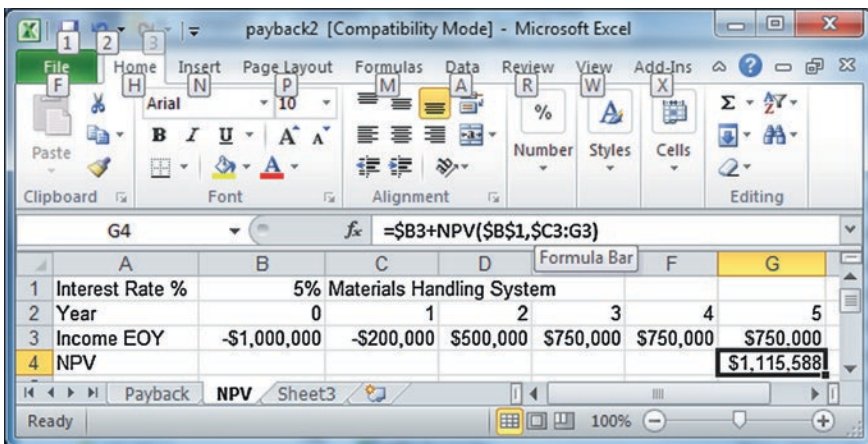 payback2 [Compatibility Mode] - Microsoft Excel
1 2 3
File Home Insert Page Layout Formulas Data Review View Add-Ins
F H N P M A R W X
Arial 10
Paste
B I U A A
A
% Number
A Styles
Cells
Σ
Clipboard Font Alignment Editing
G4 fx =$B3+NPV($B$1,$C3:G3)
Formula Bar
A B C D F G
1 Interest Rate % 5% Materials Handling System
2 Year 0 1 2 3 4 5
3 Income EOY -$1,000,000 -$200,000 $500,000 $750,000 $750,000 $750,000
4 NPV $1,115,588
Payback NPV Sheet3
Ready 100%